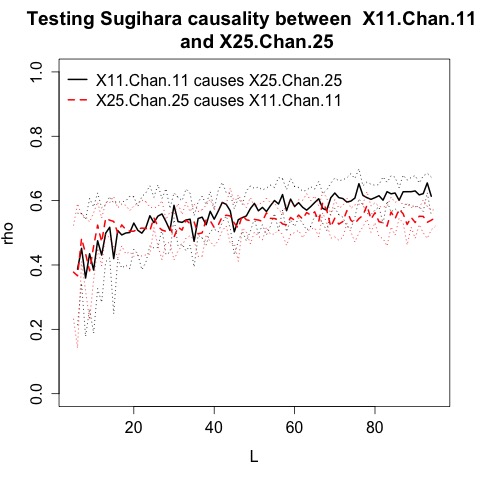 Testing Sugihara causality between X11.Chan.11
and X25.Chan.25
X11.Chan.11 causes X25.Chan.25
X25.Chan.25 causes X11.Chan.11
1.0
0.8
0.6
0.4
0.2
0.0
rho
20 40 60 80
L